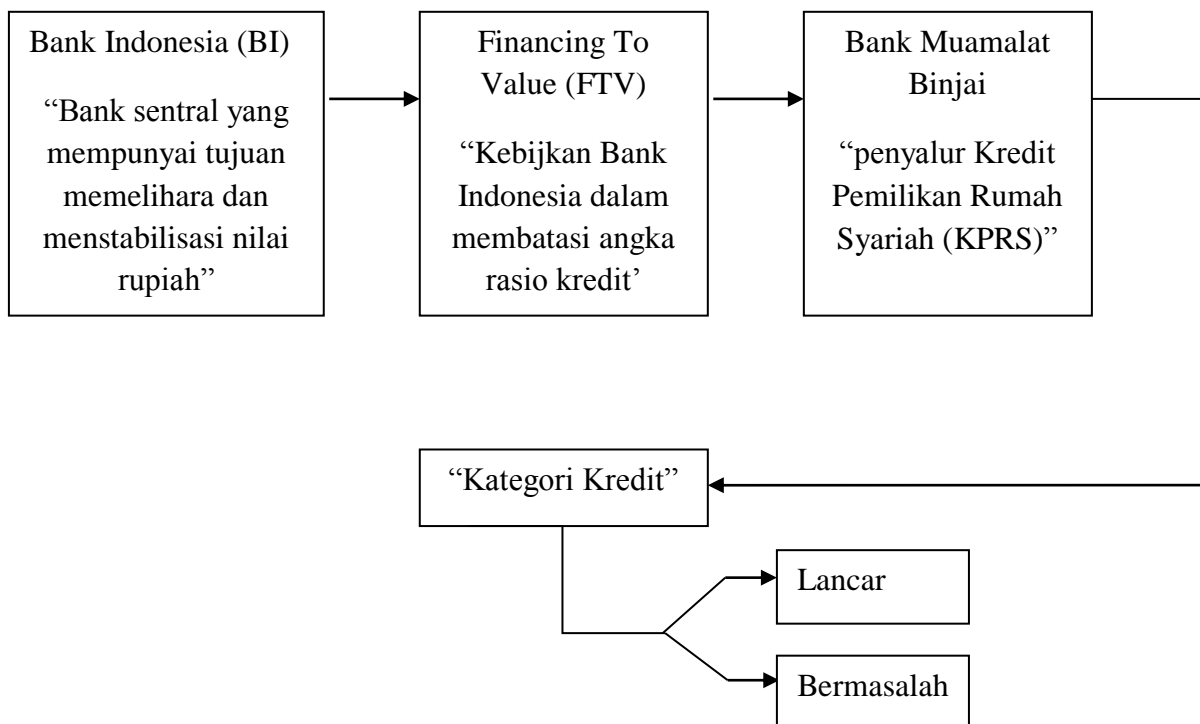 Bank Indonesia (BI)
“Bank sentral yang
mempunyai tujuan
memelihara dan
menstabilisasi nilai
rupiah”
Financing To
Value (FTV)
“Kebijkan Bank
Indonesia dalam
membatasi angka
rasio kredit’
Bank Muamalat
Binjai
“penyalur Kredit
Pemilikan Rumah
Syariah (KPRS)”
“Kategori Kredit”
Lancar
Bermasalah